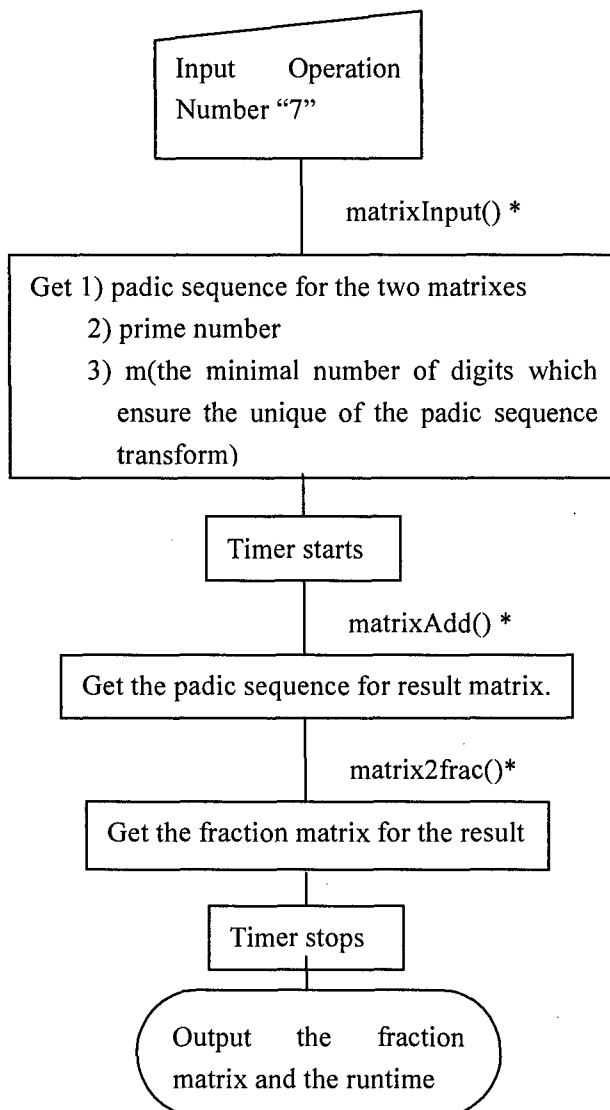 Input Operation
Number “7”
matrixInput() *
Get 1) padic sequence for the two matrixes
2) prime number
3) m(the minimal number of digits which
ensure the unique of the padic sequence
transform)
Timer starts
matrixAdd() *
Get the padic sequence for result matrix.
matrix2frac()*
Get the fraction matrix for the result
Timer stops
Output the fraction
matrix and the runtime